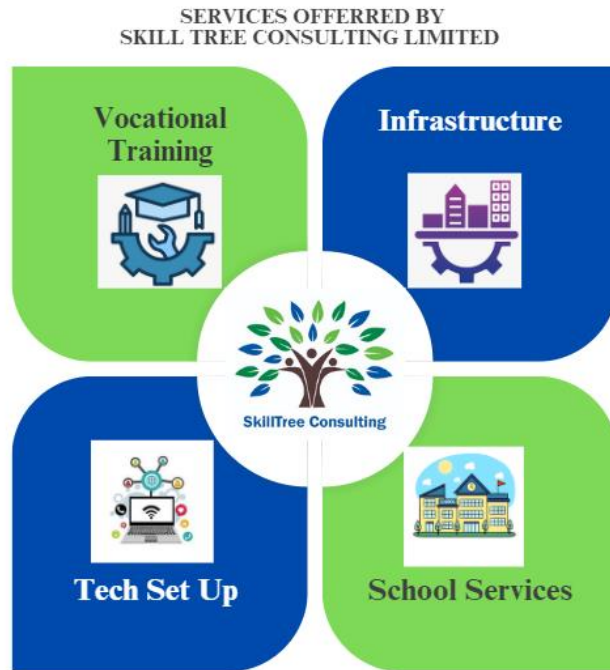 SERVICES OFFERRED BY
SKILL TREE CONSULTING LIMITED
Vocational
Training
Infrastructure
SkillTree Consulting
Tech Set Up
School Services